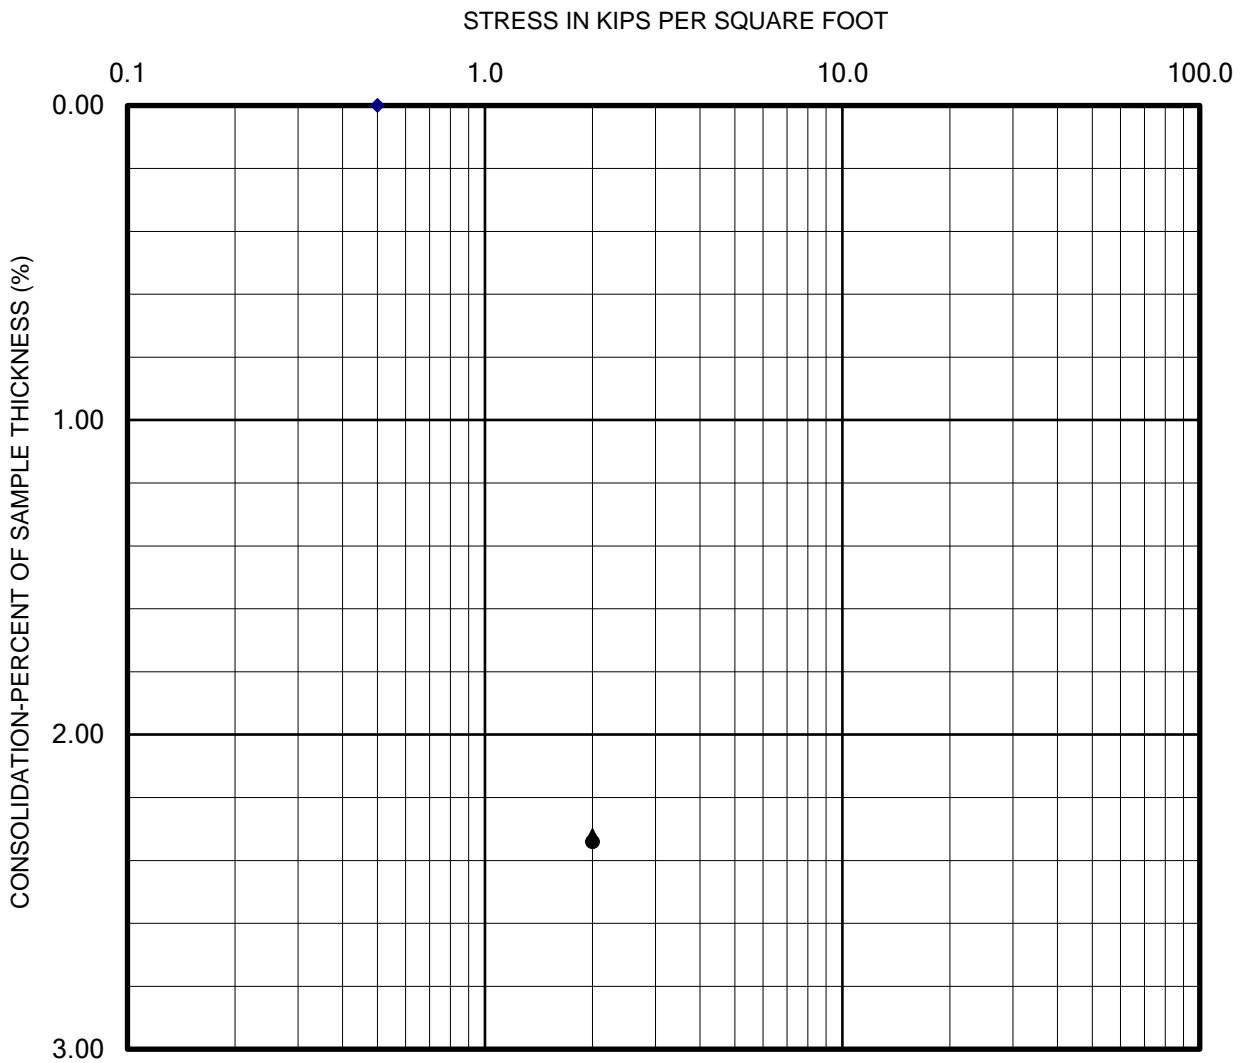 STRESS IN KIPS PER SQUARE FOOT
0.1 1.0 10.0 100.0
0.00
1.00
2.00
3.00
CONSOLIDATION-PERCENT OF SAMPLE THICKNESS (%)